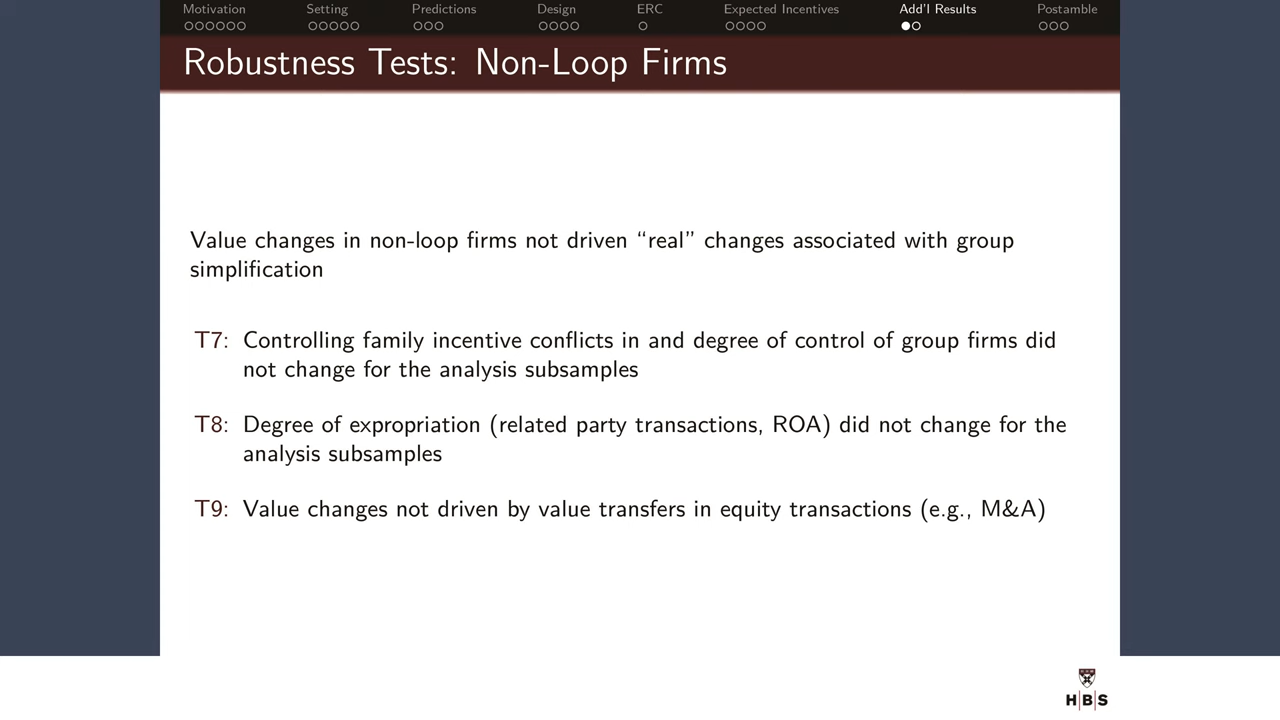 Motivation Setting Predictions Design ERC Expected Incentives Add'l Results Postamble
Robustness Tests: Non-Loop Firms
Value changes in non-loop firms not driven “real” changes associated with group
simplification
T7: Controlling family incentive conflicts in and degree of control of group firms did
not change for the analysis subsamples
T8: Degree of expropriation (related party transactions, ROA) did not change for the
analysis subsamples
T9: Value changes not driven by value transfers in equity transactions (e.g., M&A)
H|B|S